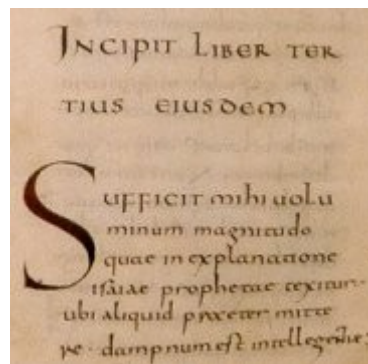 INCIPIT LIBER TER
TIUS EIUSDEM
SUFFICIT mihi uolu
minum magnitudo
quae in explanatione
isaiae prophetae texitur·
ubi aliquid praeter mitte
re· dampnum est intellegentiae·